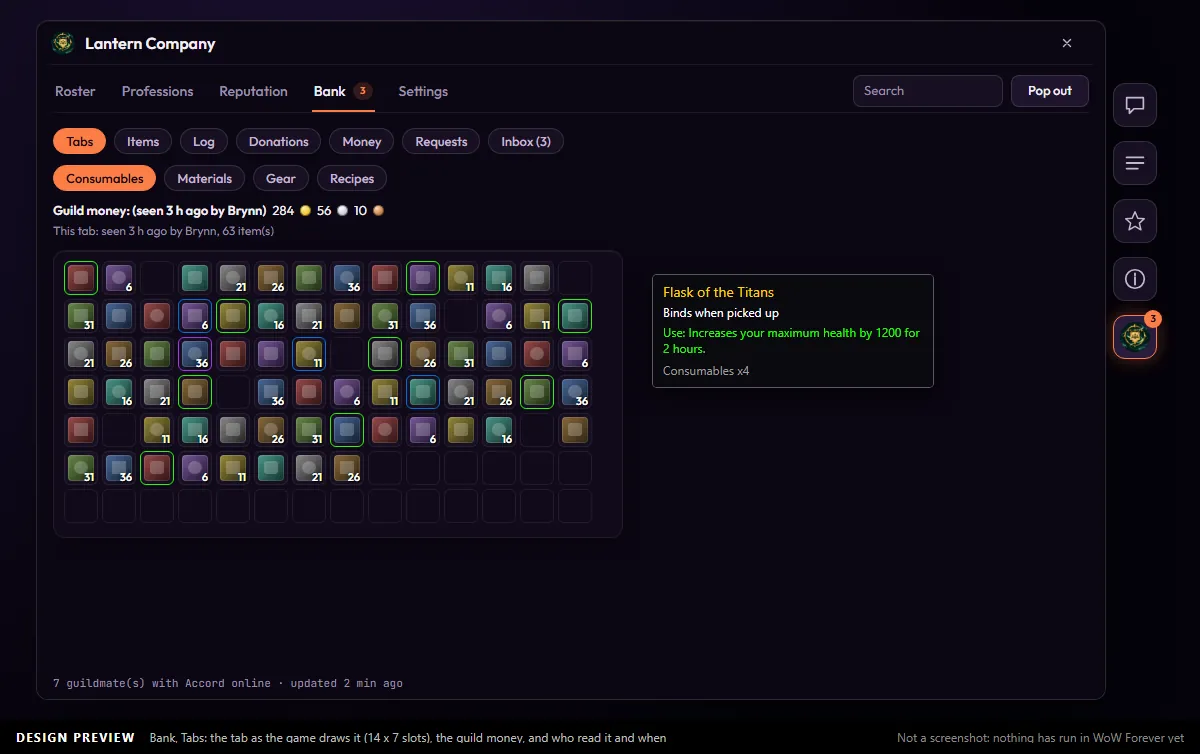 Lantern Company
Roster Professions Reputation Bank 3 Settings Search Pop out
Tabs Items Log Donations Money Requests Inbox (3)
Consumables Materials Gear Recipes
Guild money: (seen 3 h ago by Brynn) 284 56 10
This tab: seen 3 h ago by Brynn, 63 item(s)
6 21 26 36 11 16
31 6 16 21 31 36 6 11
21 26 36 11 26 31 6
16 21 36 6 11 21 26 36
11 16 26 31 6 16
31 36 6 11 21 26
Flask of the Titans
Binds when picked up
Use: Increases your maximum health by 1200 for
2 hours.
Consumables x4
3
7 guildmate(s) with Accord online · updated 2 min ago
DESIGN PREVIEW Bank, Tabs: the tab as the game draws it (14 x 7 slots), the guild money, and who read it and when Not a screenshot: nothing has run in WoW Forever yet